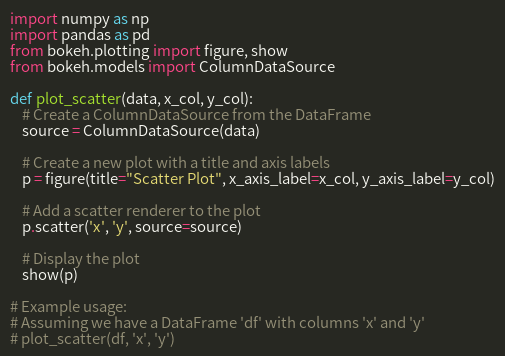 import numpy as np
import pandas as pd
from bokeh.plotting import figure, show
from bokeh.models import ColumnDataSource

def plot_scatter(data, x_col, y_col):
    # Create a ColumnDataSource from the DataFrame
    source = ColumnDataSource(data)

    # Create a new plot with a title and axis labels
    p = figure(title="Scatter Plot", x_axis_label=x_col, y_axis_label=y_col)

    # Add a scatter renderer to the plot
    p.scatter('x', 'y', source=source)

    # Display the plot
    show(p)

# Example usage:
# Assuming we have a DataFrame 'df' with columns 'x' and 'y'
# plot_scatter(df, 'x', 'y')